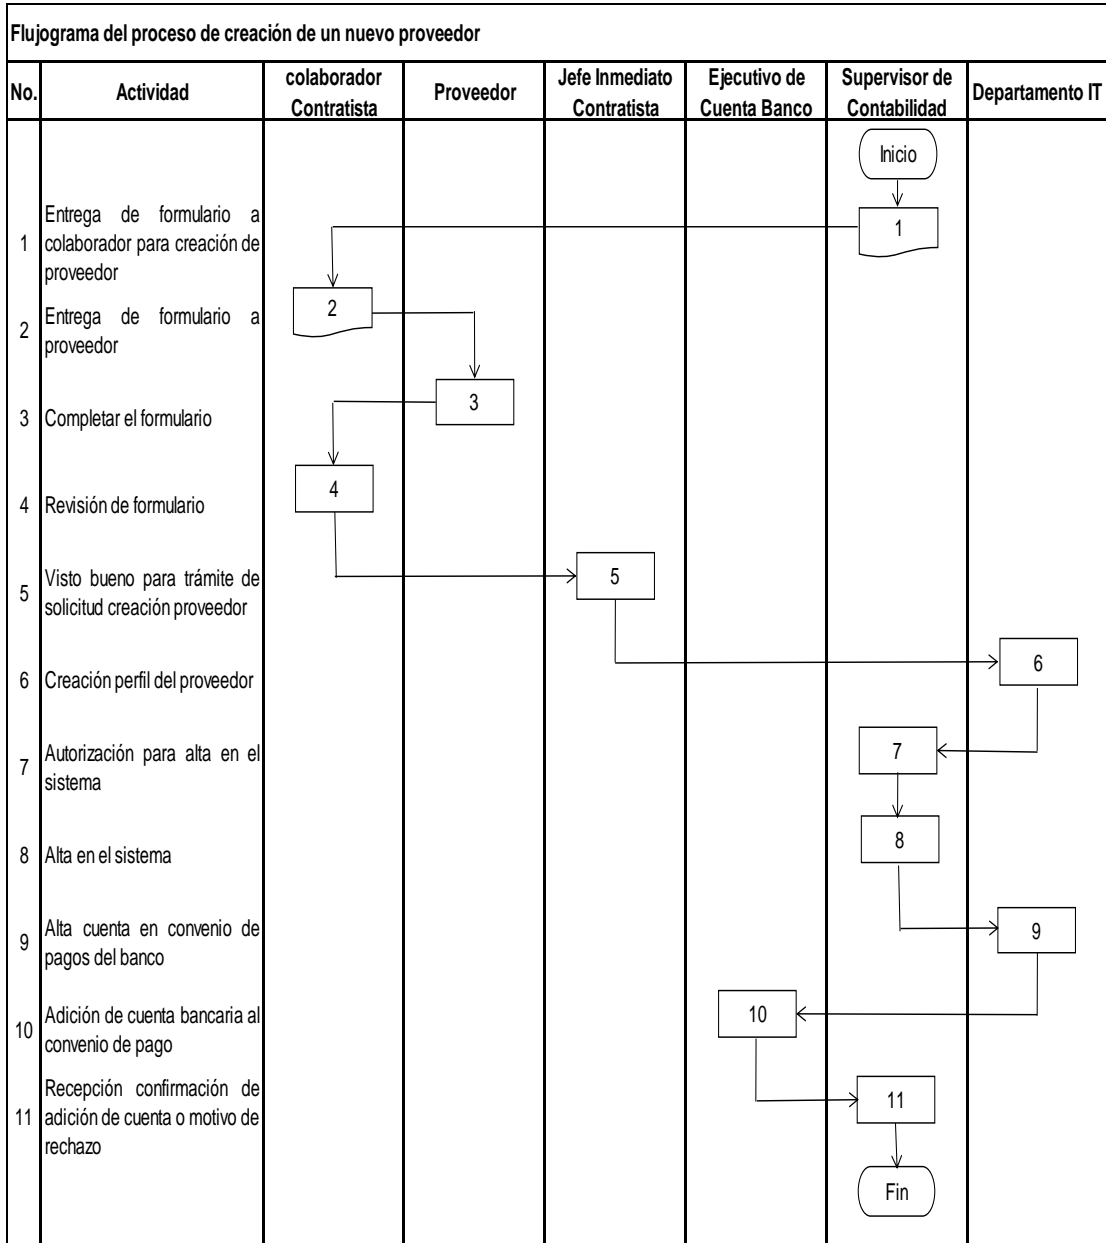 Flujograma del proceso de creación de un nuevo proveedor
No.
Actividad
colaborador
Contratista
Proveedor
Jefe Inmediato
Contratista
Ejecutivo de
Cuenta Banco
Supervisor de
Contabilidad
Departamento IT
Inicio
1
Entrega de formulario a
colaborador para creación de
proveedor
1
2
Entrega de formulario a
proveedor
2
3
Completar el formulario
3
4
Revisión de formulario
4
5
Visto bueno para trámite de
solicitud creación proveedor
5
6
Creación perfil del proveedor
6
7
Autorización para alta en el
sistema
7
8
Alta en el sistema
8
9
Alta cuenta en convenio de
pagos del banco
9
10
Adición de cuenta bancaria al
convenio de pago
10
11
Recepción confirmación de
adición de cuenta o motivo de
rechazo
11
Fin